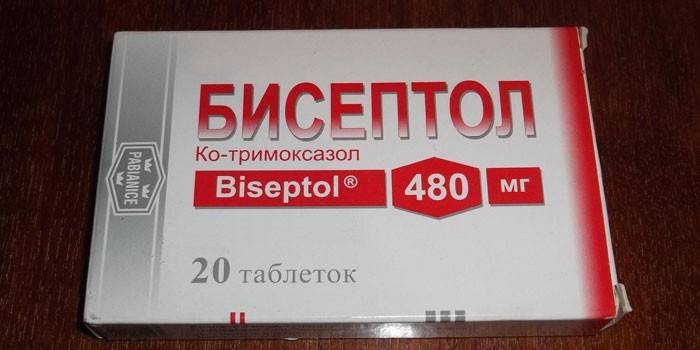 БИСЕПТОЛ
Ко-тримоксазол
Biseptol® 480 мг
20 таблеток
PABIANICE